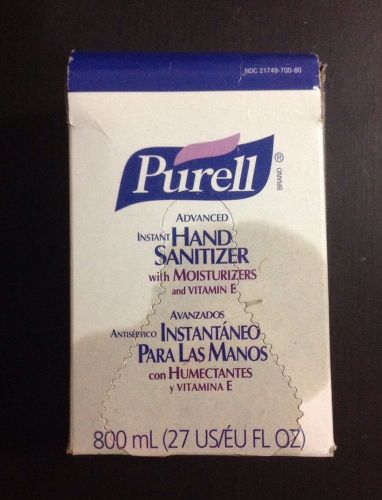 NDC 21749-700-80
Purell ®
BRAND
ADVANCED
INSTANT HAND
SANITIZER
with MOISTURIZERS
and VITAMIN E
AVANZADOS
ANTISÉPTICO INSTANTÁNEO
PARA LAS MANOS
con HUMECTANTES
y VITAMINA E
800 mL (27 US/ÉU FL OZ)